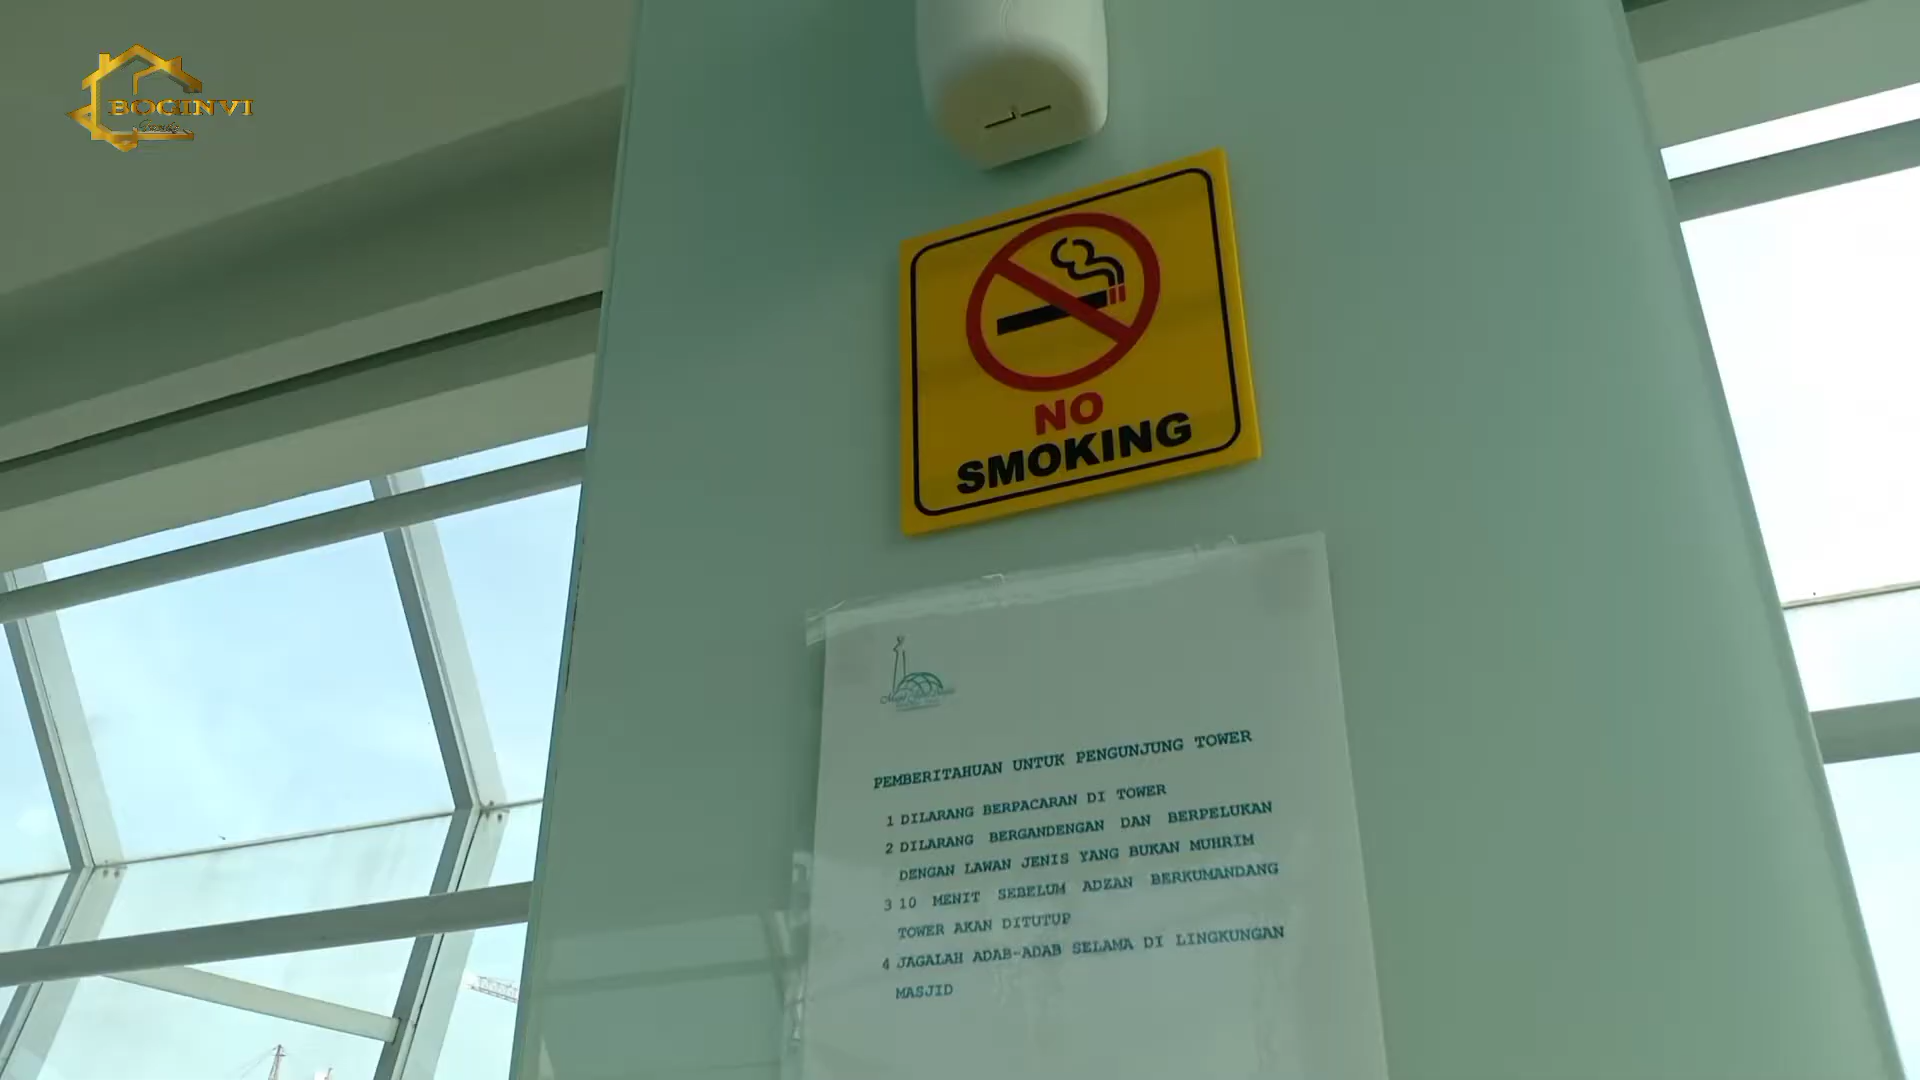 BOGINVI
NO
SMOKING
PEMBERITAHUAN UNTUK PENGUNJUNG TOWER
1 DILARANG BERPACARAN DI TOWER
2 DILARANG BERGANDENGAN DAN BERPELUKAN
DENGAN LAWAN JENIS YANG BUKAN MUHRIM
3 10 MENIT SEBELUM ADZAN BERKUMANDANG
TOWER AKAN DITUTUP
4 JAGALAH ADAB-ADAB SELAMA DI LINGKUNGAN
MASJID